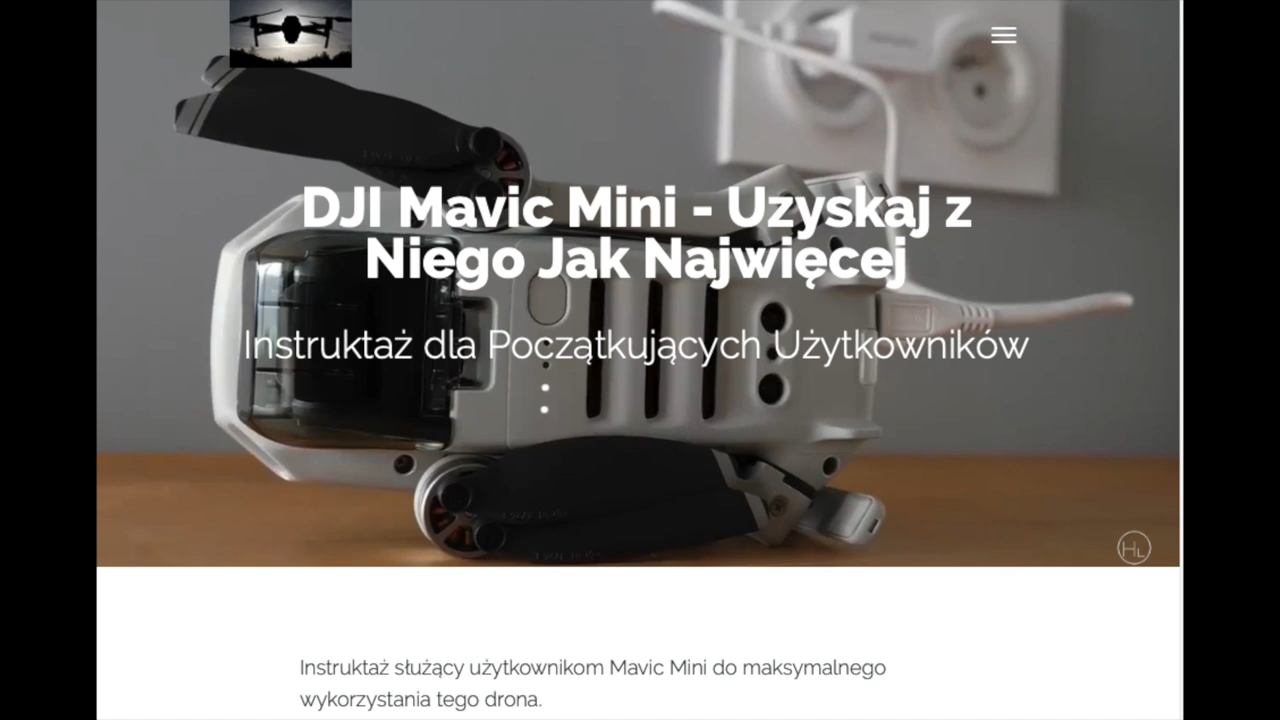 DJI Mavic Mini - Uzyskaj z
Niego Jak Najwięcej
Instruktaż dla Początkujących Użytkowników
HL
Instruktaż służący użytkownikom Mavic Mini do maksymalnego
wykorzystania tego drona.